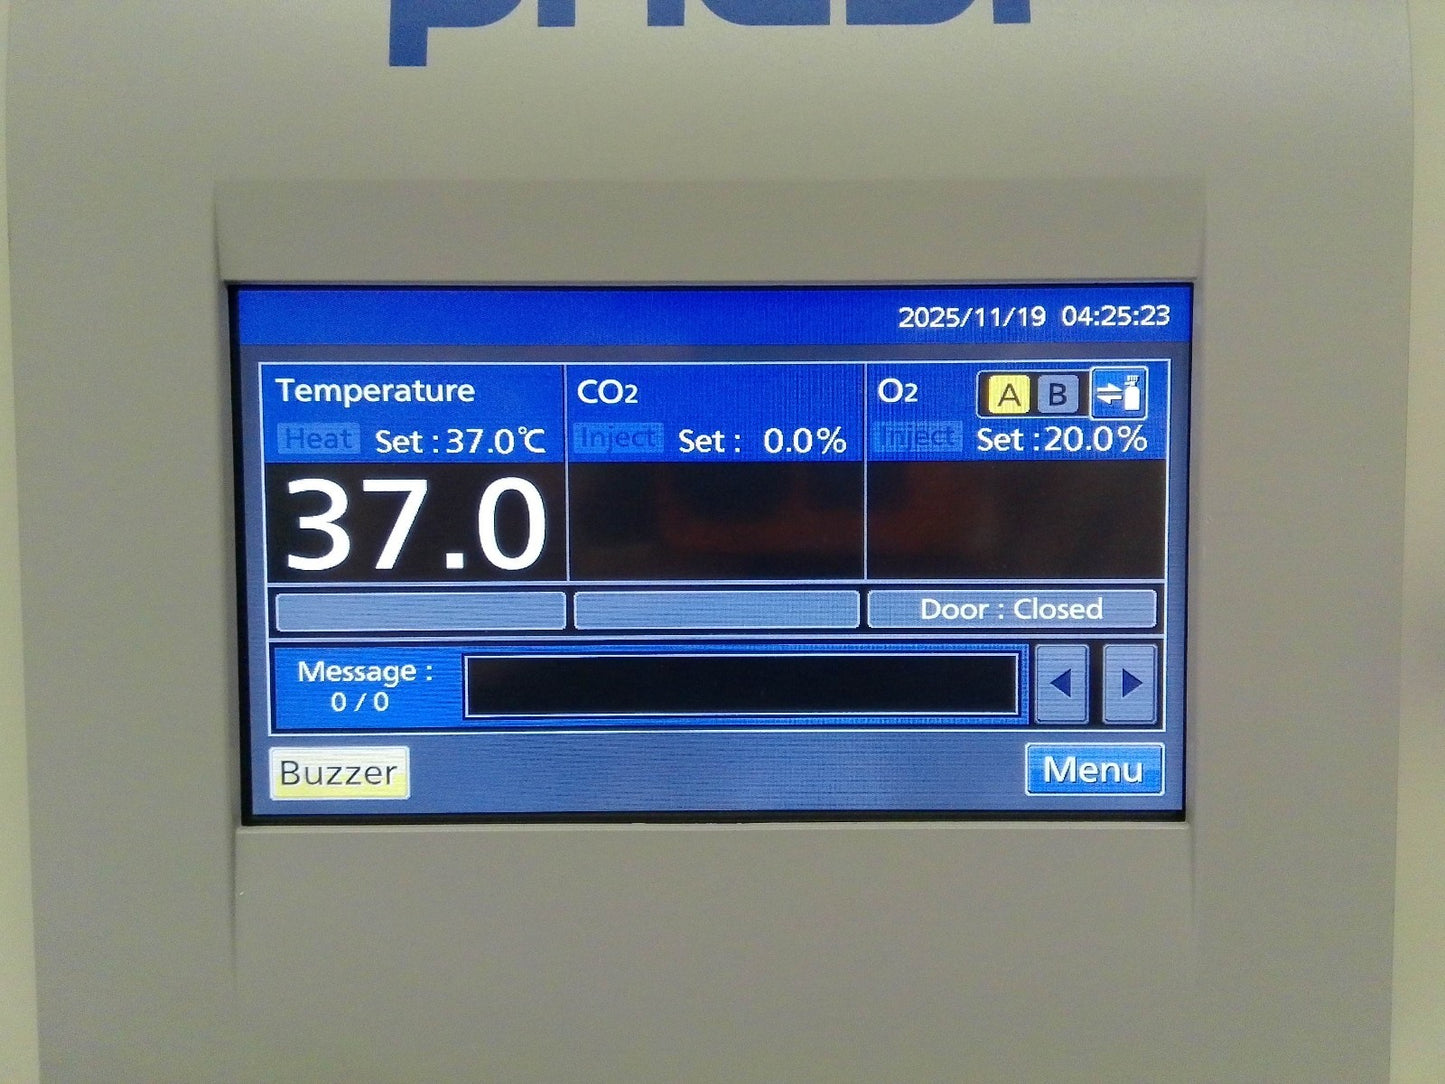 2025/11/19 04:25:23
Temperature
Heat Set : 37.0℃
37.0
CO2
Inject Set : 0.0%
O2 A B
Inject Set : 20.0%
Door : Closed
Message :
0 / 0
Buzzer
Menu